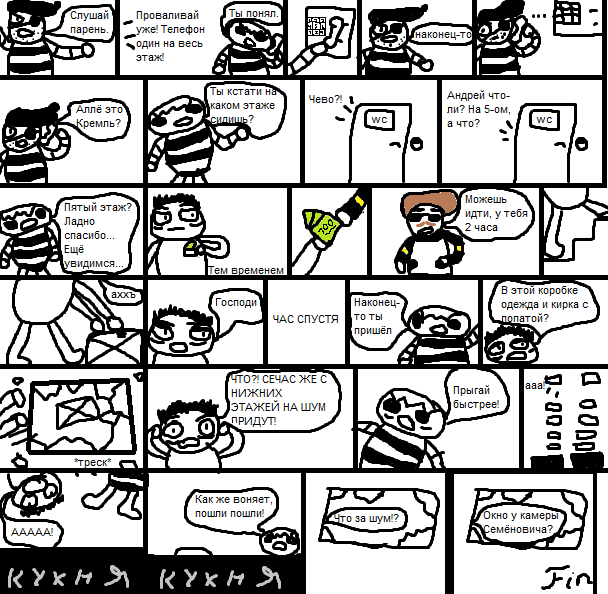 Слушай
парень.
Проваливай
уже! Телефон
один на весь
этаж!
Ты понял.
наконец-то
...
Аллё это
Кремль?
Ты кстати на
каком этаже
сидишь?
Чево?!
wc
Андрей что-
ли? На 5-ом,
а что?
wc
Пятый этаж?
Ладно
спасибо...
Ещё
увидимся...
Тем временем
100
Можешь
идти, у тебя
2 часа
аххъ
Господи
ЧАС СПУСТЯ
Наконец-
то ты
пришёл
В этой коробке
одежда и кирка с
лопатой?
*треск*
ЧТО?! СЕЧАС ЖЕ С
НИЖНИХ
ЭТАЖЕЙ НА ШУМ
ПРИДУТ!
Прыгай
быстрее!
ааа!
ААААА!
КУХНЯ
Как же воняет,
пошли пошли!
КУХНЯ
Что за шум!?
Окно у камеры
Семёновича?
Fin